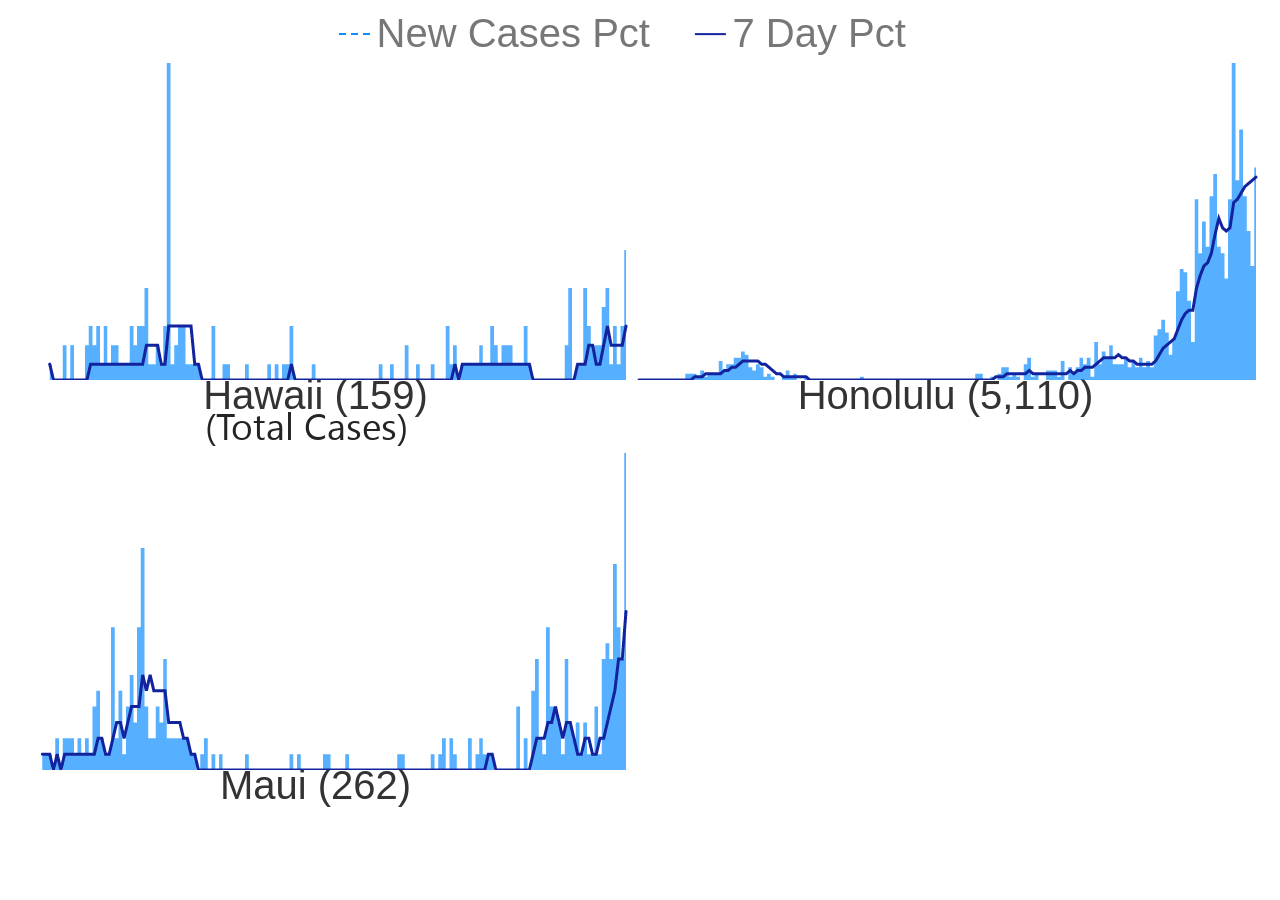 New Cases Pct 7 Day Pct
Hawaii (159)
(Total Cases)
Honolulu (5,110)
Maui (262)